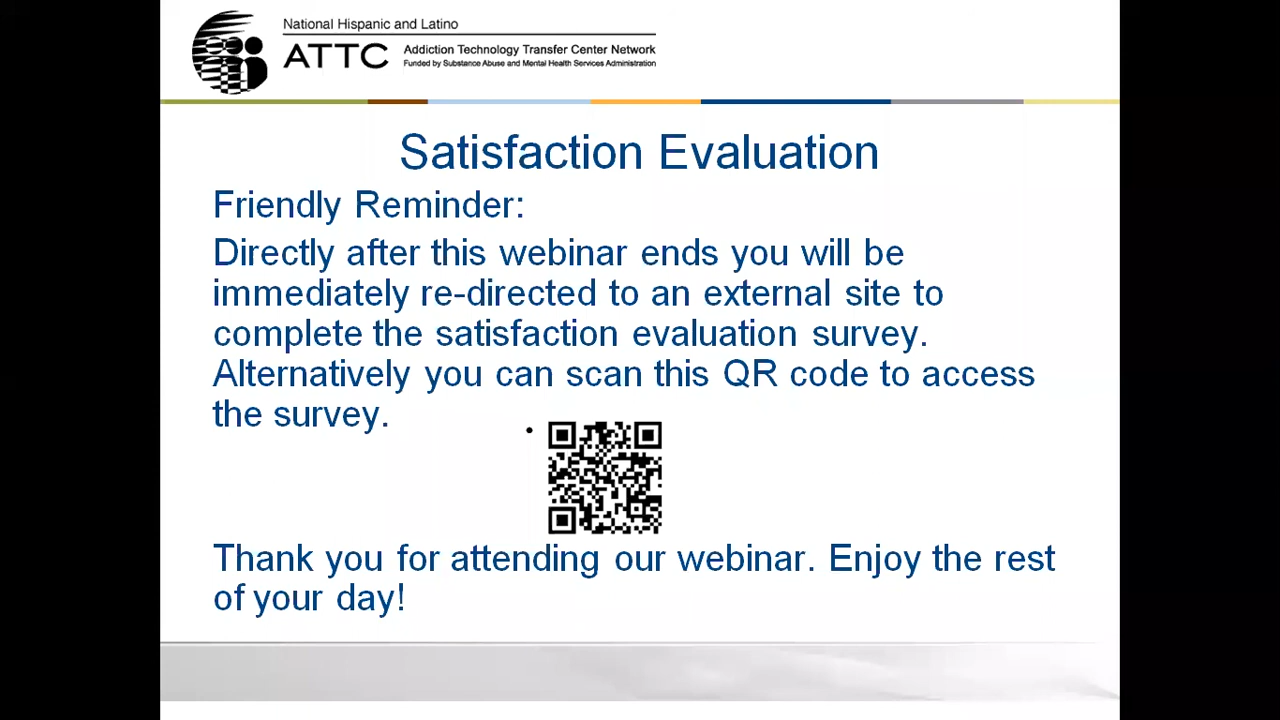 National Hispanic and Latino
ATTC
Addiction Technology Transfer Center Network
Funded by Substance Abuse and Mental Health Services Administration
Satisfaction Evaluation
Friendly Reminder:
Directly after this webinar ends you will be
immediately re-directed to an external site to
complete the satisfaction evaluation survey.
Alternatively you can scan this QR code to access
the survey.
Thank you for attending our webinar. Enjoy the rest
of your day!